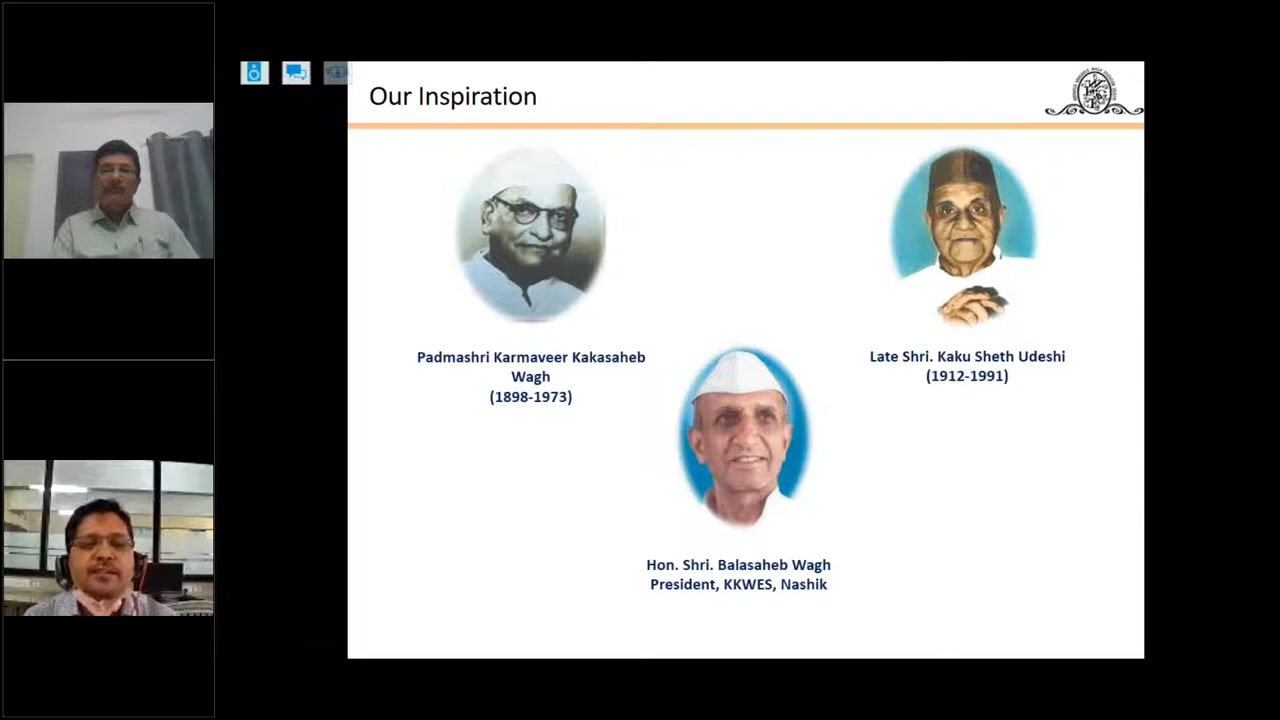 Our Inspiration
Padmashri Karmaveer Kakasaheb
Wagh
(1898-1973)
Late Shri. Kaku Sheth Udeshi
(1912-1991)
Hon. Shri. Balasaheb Wagh
President, KKWES, Nashik